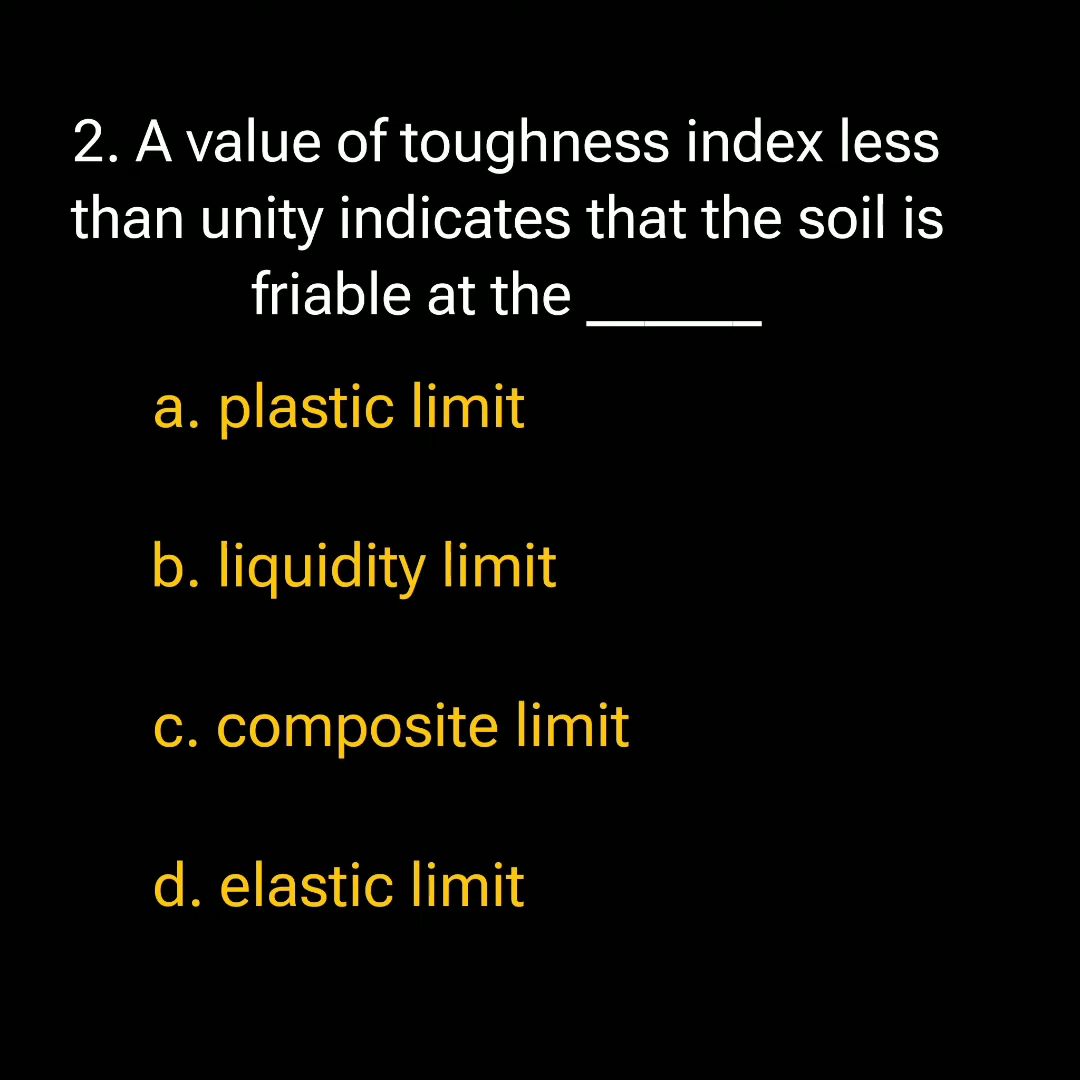 2. A value of toughness index less
than unity indicates that the soil is
friable at the ______
a. plastic limit
b. liquidity limit
c. composite limit
d. elastic limit